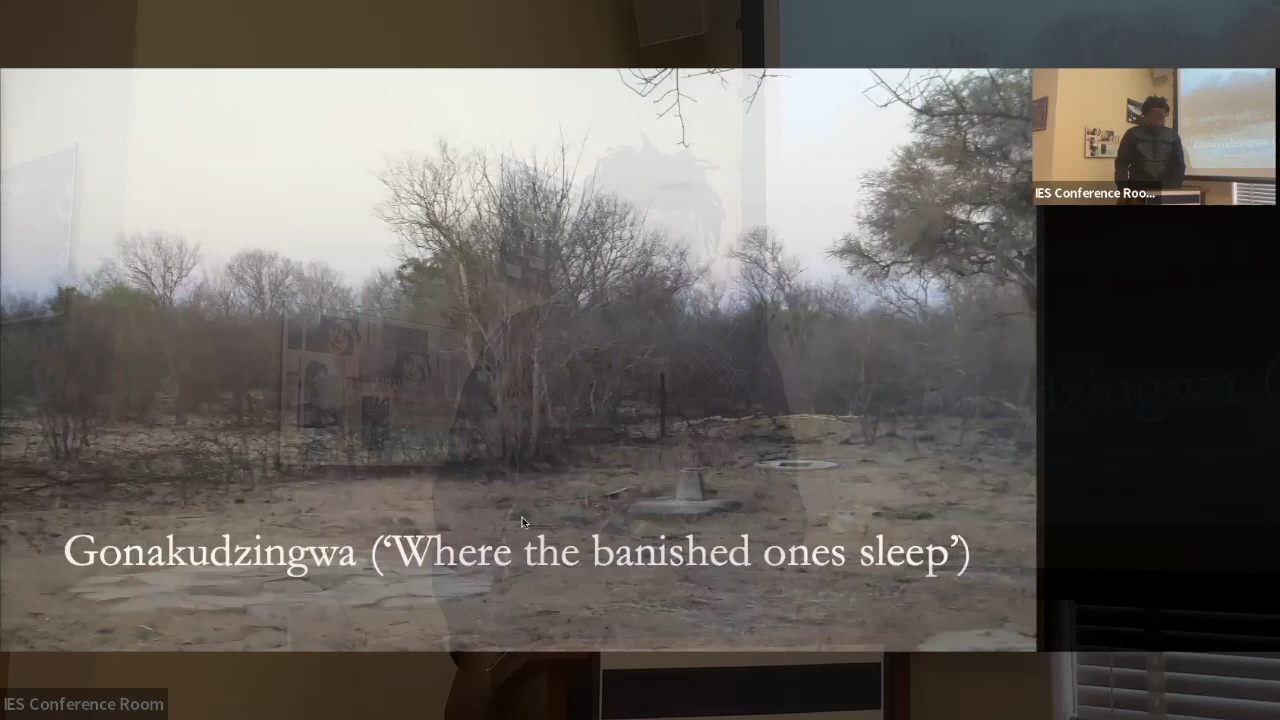 IES Conference Roo...
Gonakudzingwa (‘Where the banished ones sleep’)
IES Conference Room